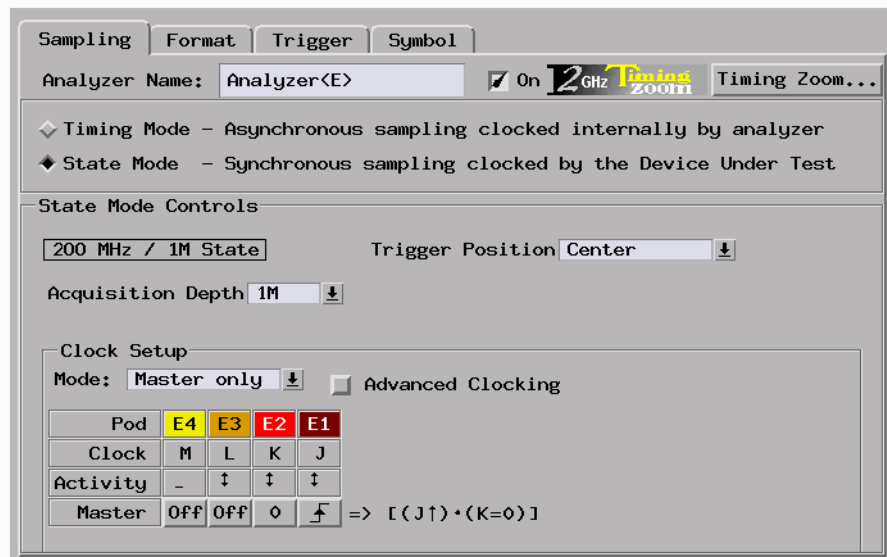 Sampling Format Trigger Symbol
Analyzer Name: Analyzer<E> On 2GHz Timing zoom Timing Zoom...
Timing Mode - Asynchronous sampling clocked internally by analyzer
State Mode - Synchronous sampling clocked by the Device Under Test
State Mode Controls
200 MHz / 1M State Trigger Position Center
Acquisition Depth 1M
Clock Setup
Mode: Master only Advanced Clocking
Pod E4 E3 E2 E1
Clock M L K J
Activity - ↕ ↕ ↕
Master Off Off 0 => [(J↑)·(K=0)]